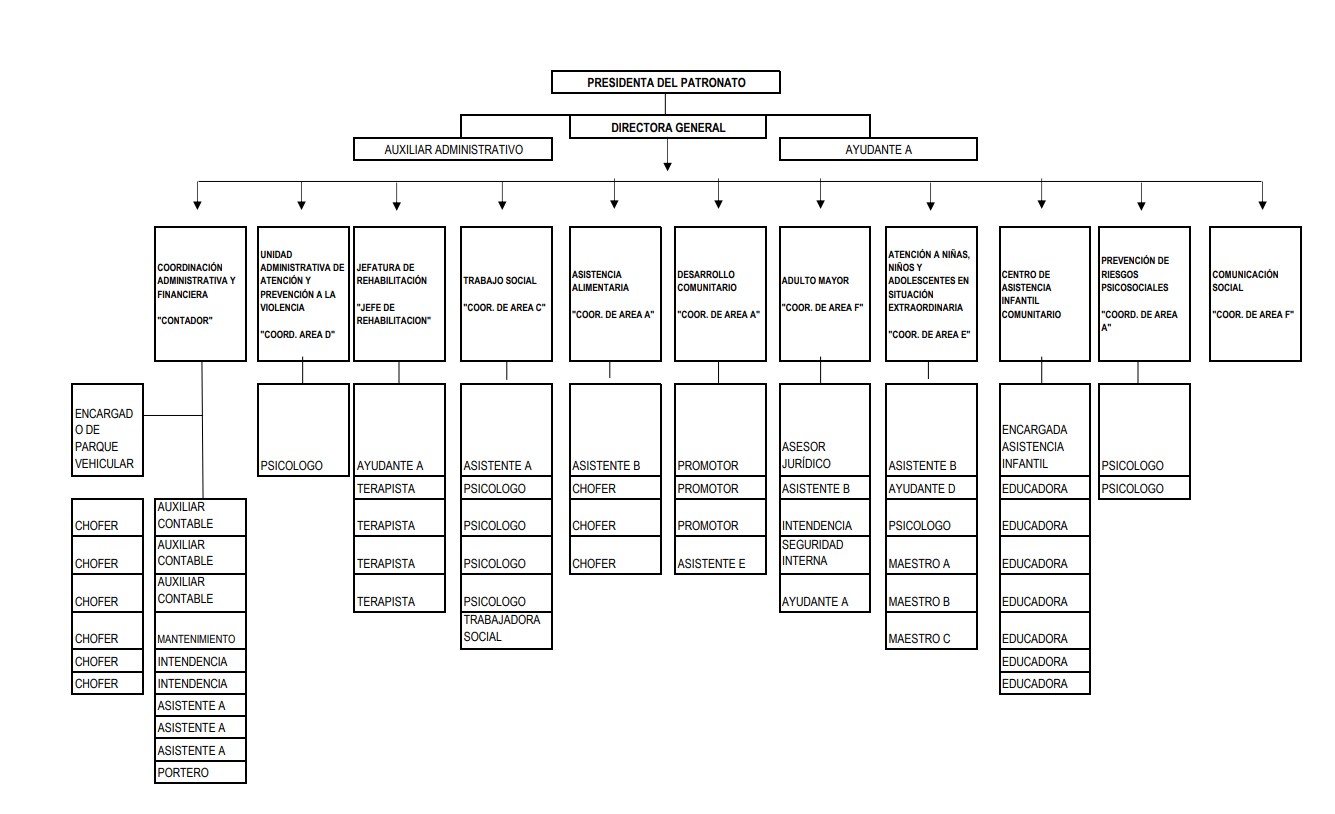 PRESIDENTA DEL PATRONATO
DIRECTORA GENERAL
AUXILIAR ADMINISTRATIVO
AYUDANTE A
COORDINACIÓN
ADMINISTRATIVA Y
FINANCIERA
"CONTADOR"
UNIDAD
ADMINISTRATIVA DE
ATENCIÓN Y
PREVENCIÓN A LA
VIOLENCIA
"COORD. AREA D"
JEFATURA DE
REHABILITACIÓN
"JEFE DE
REHABILITACION"
TRABAJO SOCIAL
"COOR. DE AREA C"
ASISTENCIA
ALIMENTARIA
"COOR. DE AREA A"
DESARROLLO
COMUNITARIO
"COOR. DE AREA A"
ADULTO MAYOR
"COOR. DE AREA F"
ATENCIÓN A NIÑAS,
NIÑOS Y
ADOLESCENTES EN
SITUACIÓN
EXTRAORDINARIA
"COOR. DE AREA E"
CENTRO DE
ASISTENCIA
INFANTIL
COMUNITARIO
PREVENCIÓN DE
RIESGOS
PSICOSOCIALES
"COORD. DE AREA
A"
COMUNICACIÓN
SOCIAL
"COOR. DE AREA F"
ENCARGAD
O DE
PARQUE
VEHICULAR
CHOFER
CHOFER
CHOFER
CHOFER
CHOFER
CHOFER
AUXILIAR
CONTABLE
AUXILIAR
CONTABLE
AUXILIAR
CONTABLE
MANTENIMIENTO
INTENDENCIA
INTENDENCIA
ASISTENTE A
ASISTENTE A
ASISTENTE A
PORTERO
PSICOLOGO
AYUDANTE A
TERAPISTA
TERAPISTA
TERAPISTA
TERAPISTA
ASISTENTE A
PSICOLOGO
PSICOLOGO
PSICOLOGO
PSICOLOGO
TRABAJADORA
SOCIAL
ASISTENTE B
CHOFER
CHOFER
CHOFER
PROMOTOR
PROMOTOR
PROMOTOR
ASISTENTE E
ASESOR
JURÍDICO
ASISTENTE B
INTENDENCIA
SEGURIDAD
INTERNA
AYUDANTE A
ASISTENTE B
AYUDANTE D
PSICOLOGO
MAESTRO A
MAESTRO B
MAESTRO C
ENCARGADA
ASISTENCIA
INFANTIL
EDUCADORA
EDUCADORA
EDUCADORA
EDUCADORA
EDUCADORA
EDUCADORA
EDUCADORA
PSICOLOGO
PSICOLOGO